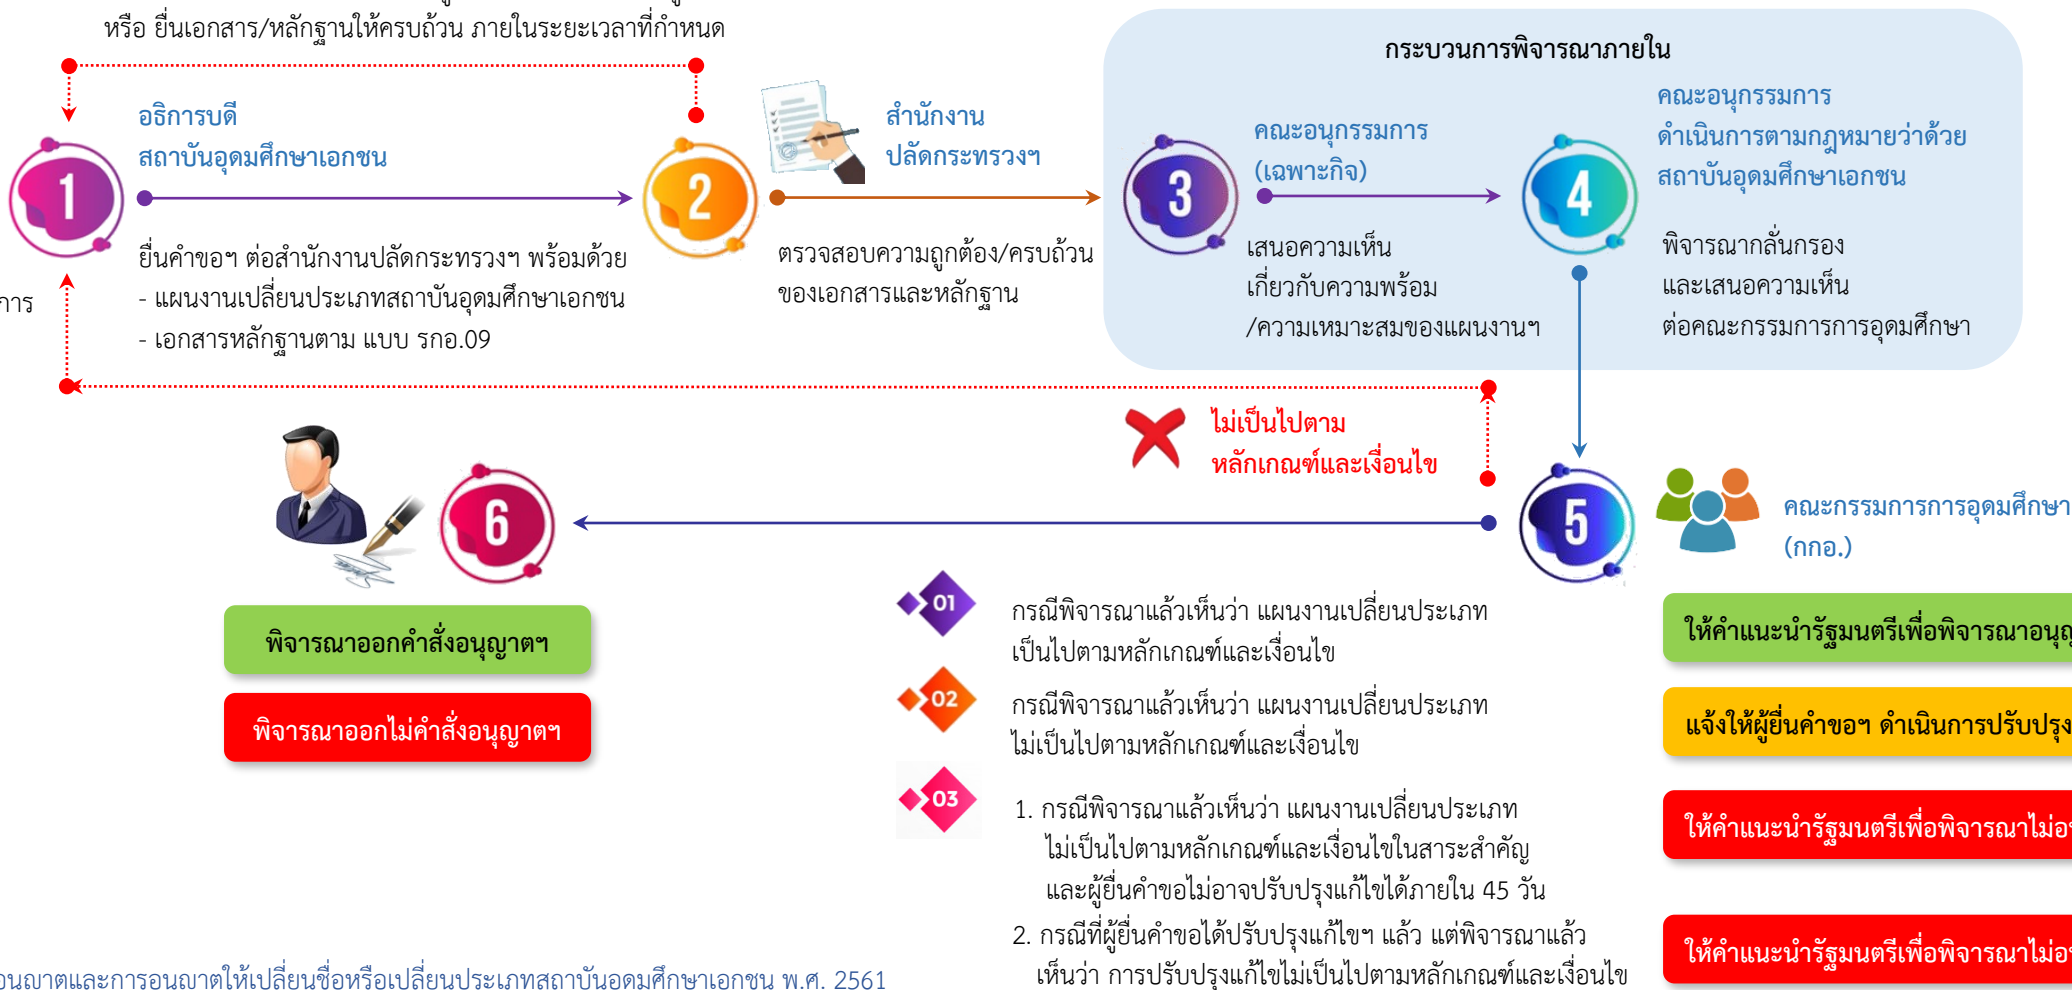 หรือ ยื่นเอกสาร/หลักฐานให้ครบถ้วน ภายในระยะเวลาที่กำหนด
กระบวนการพิจารณาภายใน
1
อธิการบดี
สถาบันอุดมศึกษาเอกชน
ยื่นคำขอฯ ต่อสำนักงานปลัดกระทรวงฯ พร้อมด้วย
- แผนงานเปลี่ยนประเภทสถาบันอุดมศึกษาเอกชน
- เอกสารหลักฐานตาม แบบ รกอ.09
การ
2
สำนักงาน
ปลัดกระทรวงฯ
ตรวจสอบความถูกต้อง/ครบถ้วน
ของเอกสารและหลักฐาน
3
คณะอนุกรรมการ
(เฉพาะกิจ)
เสนอความเห็น
เกี่ยวกับความพร้อม
/ความเหมาะสมของแผนงานฯ
4
คณะอนุกรรมการ
ดำเนินการตามกฎหมายว่าด้วย
สถาบันอุดมศึกษาเอกชน
พิจารณากลั่นกรอง
และเสนอความเห็น
ต่อคณะกรรมการการอุดมศึกษา
ไม่เป็นไปตาม
หลักเกณฑ์และเงื่อนไข
5
คณะกรรมการการอุดมศึกษา
(กกอ.)
6
พิจารณาออกคำสั่งอนุญาตฯ
พิจารณาออกไม่คำสั่งอนุญาตฯ
01
กรณีพิจารณาแล้วเห็นว่า แผนงานเปลี่ยนประเภท
เป็นไปตามหลักเกณฑ์และเงื่อนไข
ให้คำแนะนำรัฐมนตรีเพื่อพิจารณาอนุญ
02
กรณีพิจารณาแล้วเห็นว่า แผนงานเปลี่ยนประเภท
ไม่เป็นไปตามหลักเกณฑ์และเงื่อนไข
แจ้งให้ผู้ยื่นคำขอฯ ดำเนินการปรับปรุง
03
1. กรณีพิจารณาแล้วเห็นว่า แผนงานเปลี่ยนประเภท
ไม่เป็นไปตามหลักเกณฑ์และเงื่อนไขในสาระสำคัญ
และผู้ยื่นคำขอไม่อาจปรับปรุงแก้ไขได้ภายใน 45 วัน
ให้คำแนะนำรัฐมนตรีเพื่อพิจารณาไม่อ
2. กรณีที่ผู้ยื่นคำขอได้ปรับปรุงแก้ไขฯ แล้ว แต่พิจารณาแล้ว
เห็นว่า การปรับปรุงแก้ไขไม่เป็นไปตามหลักเกณฑ์และเงื่อนไข
ให้คำแนะนำรัฐมนตรีเพื่อพิจารณาไม่อ
อนุญาตและการอนุญาตให้เปลี่ยนชื่อหรือเปลี่ยนประเภทสถาบันอุดมศึกษาเอกชน พ.ศ. 2561